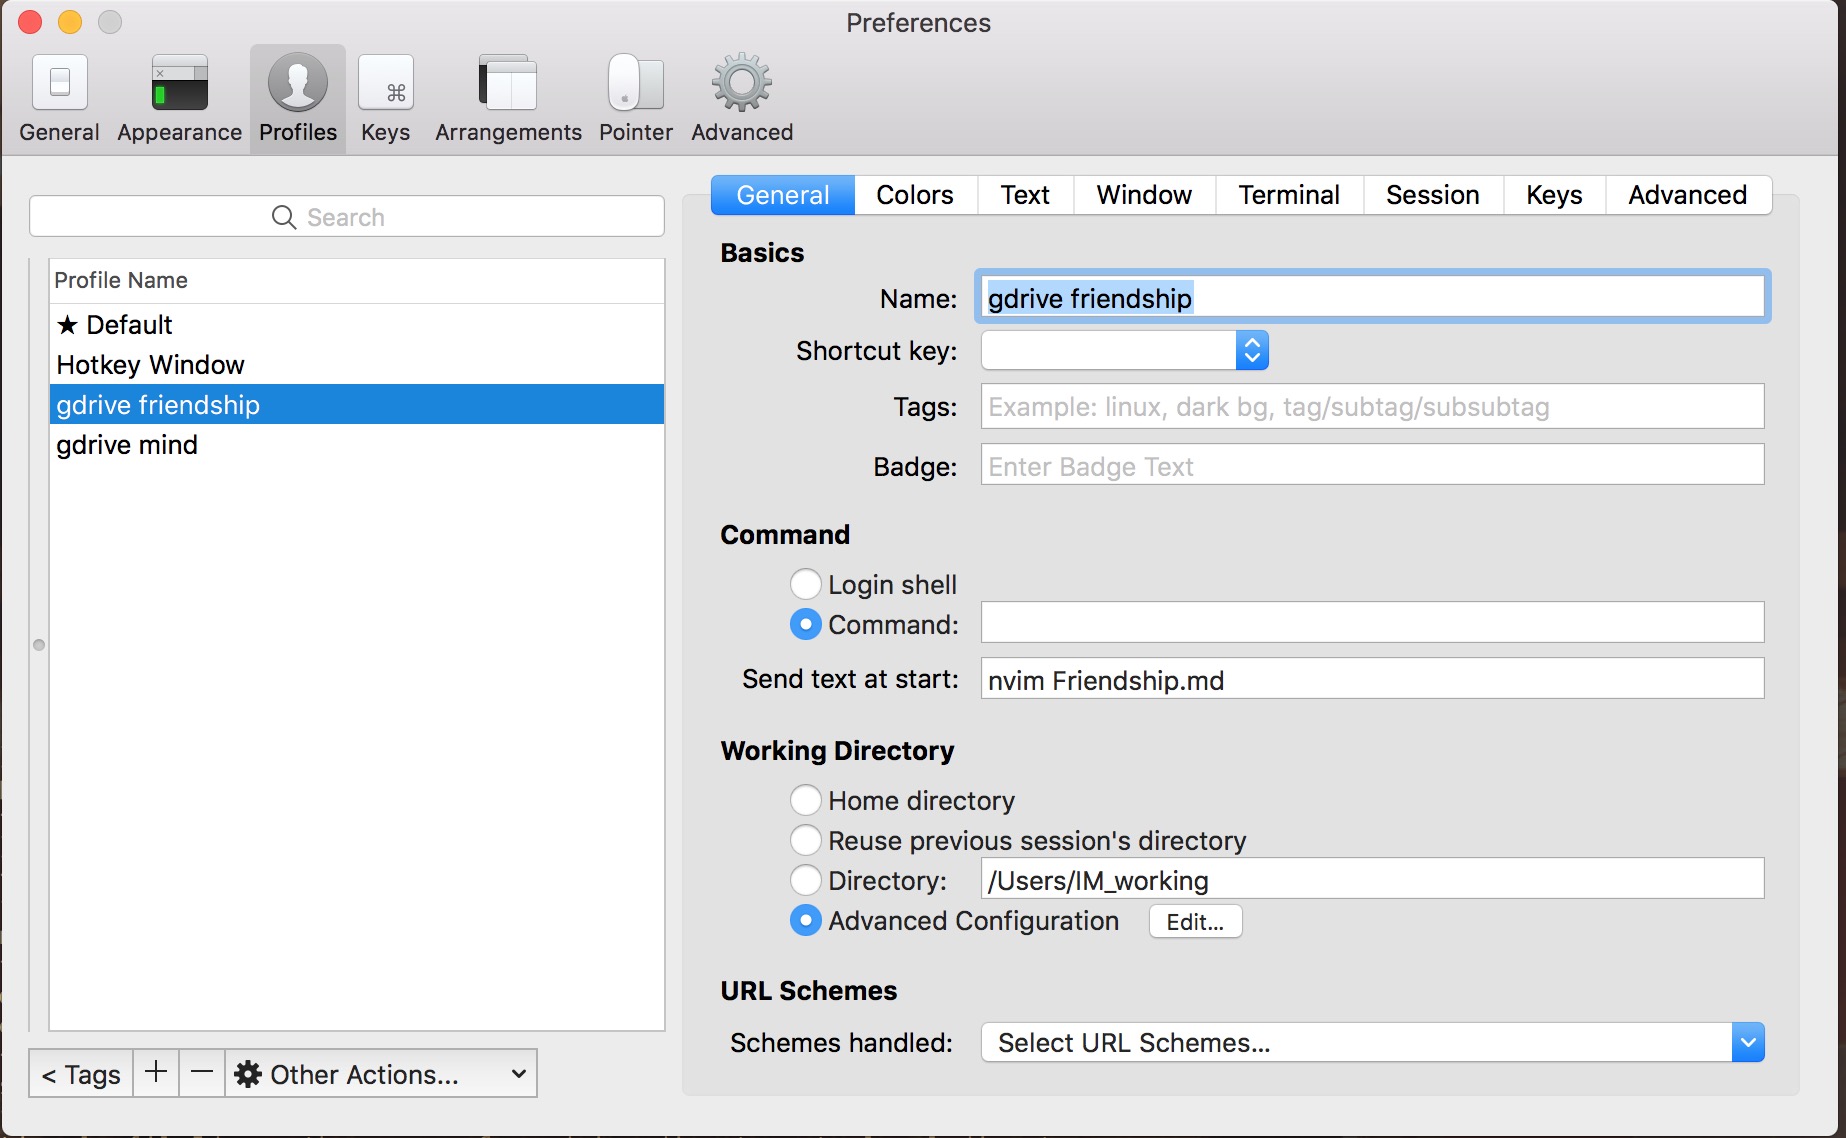 Preferences
General Appearance Profiles Keys Arrangements Pointer Advanced
Search
Profile Name
★ Default
Hotkey Window
gdrive friendship
gdrive mind
< Tags + — Other Actions...
General Colors Text Window Terminal Session Keys Advanced
Basics
Name: gdrive friendship
Shortcut key:
Tags: Example: linux, dark bg, tag/subtag/subsubtag
Badge: Enter Badge Text
Command
Login shell
Command:
Send text at start: nvim Friendship.md
Working Directory
Home directory
Reuse previous session's directory
Directory: /Users/IM_working
Advanced Configuration Edit...
URL Schemes
Schemes handled: Select URL Schemes...